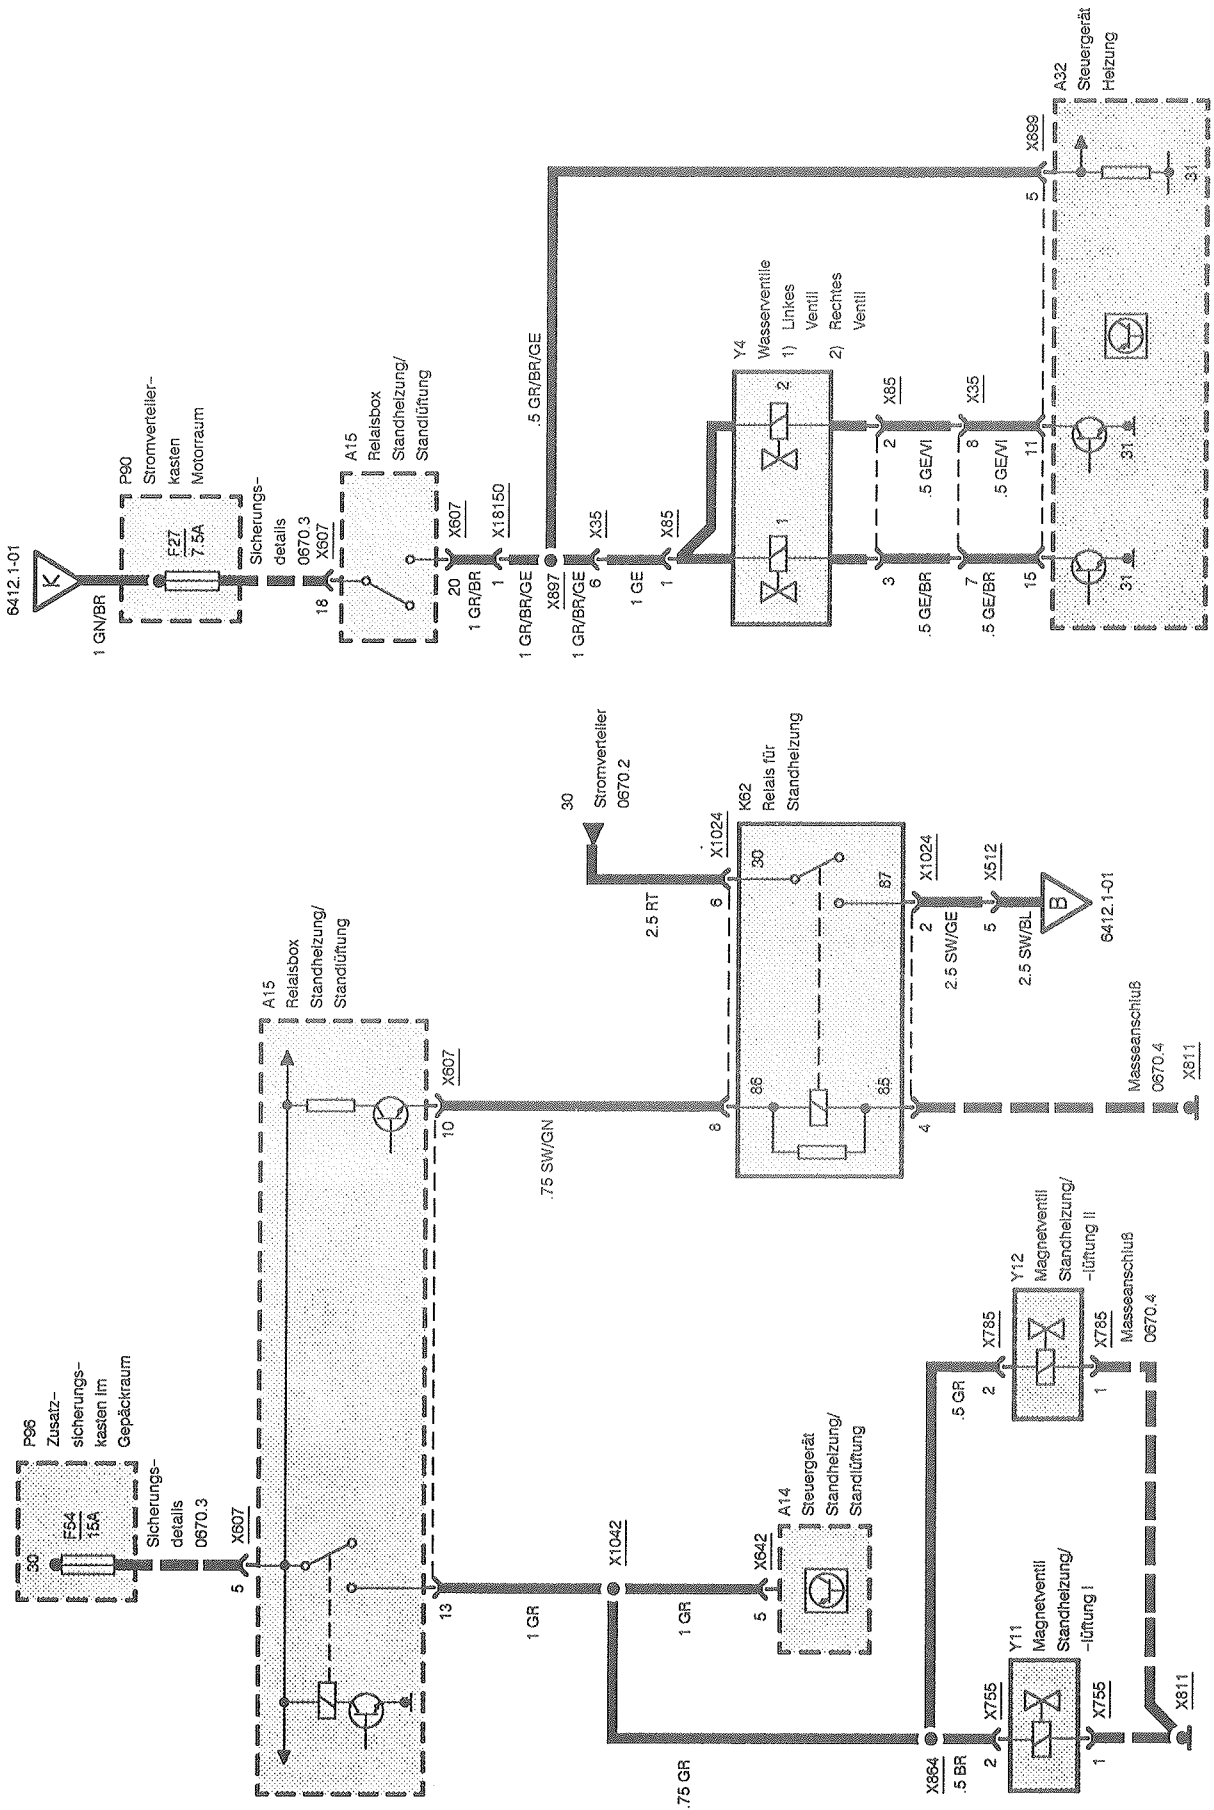 P96
Zusatz-
sicherungs-
kasten im
Gepäckraum
30
F54
15A
Sicherungs-
details
0670.3
X607
5
A15
Relaisbox
Standheizung/
Standlüftung
13
10
X607
1 GR
X1042
1 GR
X642
5
A14
Steuergerät
Standheizung/
Standlüftung
.75 GR
X864
.5 BR
2
X755
Y11
Magnetventil
Standheizung/
-lüftung I
1
X755
X811
.5 GR
2
X785
Y12
Magnetventil
Standheizung/
-lüftung II
1
X785
Masseanschluß
0670.4
.75 SW/GN
8
30
Stromverteiler
0670.2
2.5 RT
6
X1024
K62
Relais für
Standheizung
86
30
85
87
4
2
X1024
2.5 SW/GE
5
X512
2.5 SW/BL
B
6412.1-01
Masseanschluß
0670.4
X811
6412.1-01
K
1 GN/BR
P90
Stromverteiler-
kasten
Motorraum
F27
7.5A
Sicherungs-
details
0670.3
X607
18
A15
Relaisbox
Standheizung/
Standlüftung
20
X607
1 GR/BR
1
X18150
1 GR/BR/GE
X897
1 GR/BR/GE
.5 GR/BR/GE
6
X35
1 GE
1
X85
Y4
Wasserventile
1) Linkes
Ventil
2) Rechtes
Ventil
1
2
3
2
X85
.5 GE/BR
.5 GE/VI
7
8
X35
.5 GE/BR
.5 GE/VI
15
11
5
X899
A32
Steuergerät
Heizung
31
31
31